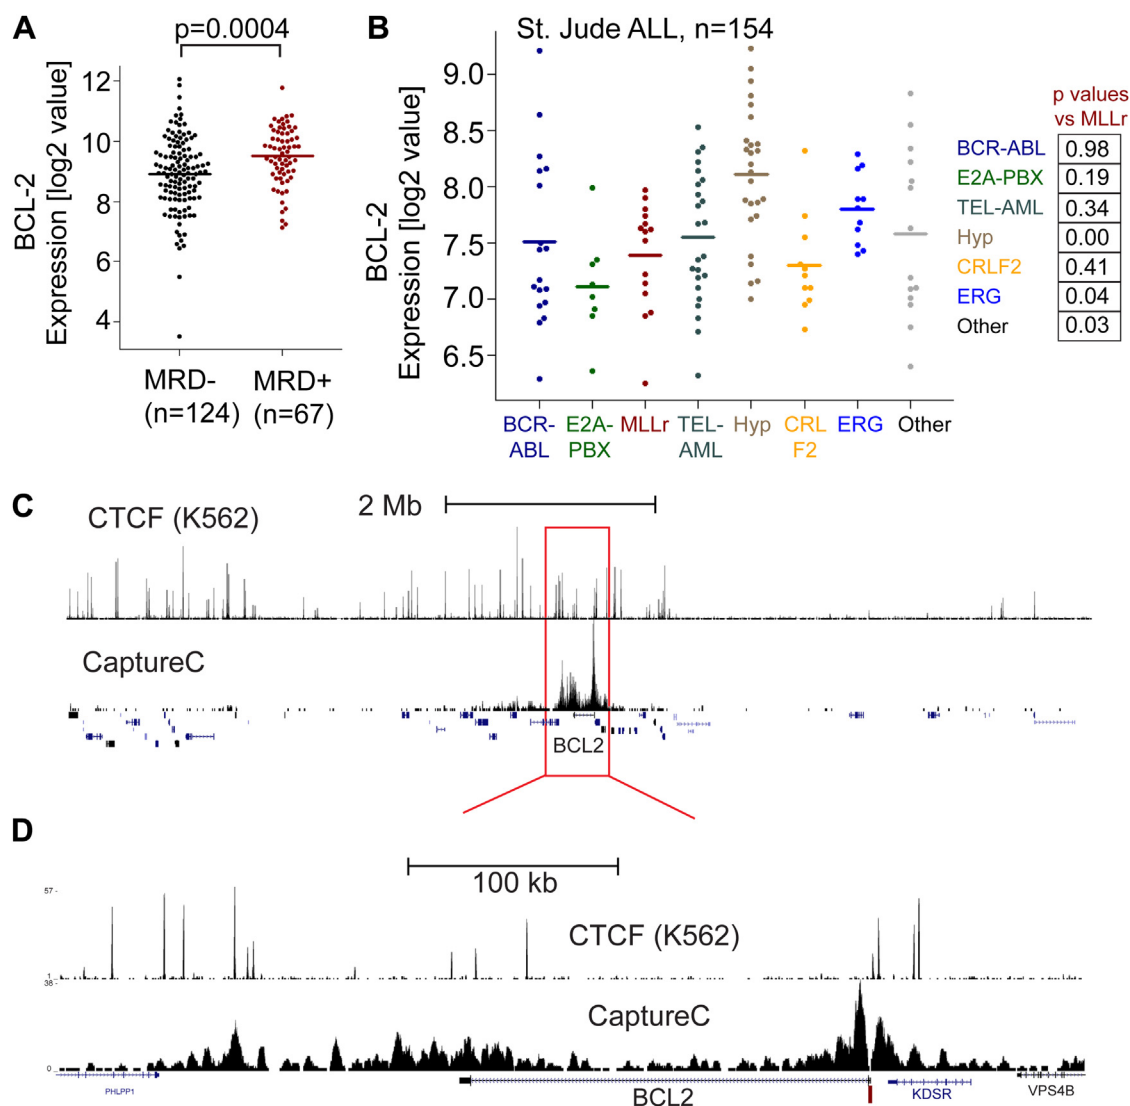 A
p=0.0004
BCL-2
Expression [log2 value]
12
10
8
6
4
MRD-
(n=124)
MRD+
(n=67)
B
St. Jude ALL, n=154
BCL-2
Expression [log2 value]
9.0
8.5
8.0
7.5
7.0
6.5
BCR-
ABL
E2A-
PBX
MLLr
TEL-
AML
Hyp
CRL
F2
ERG
Other
p values
vs MLLr
BCR-ABL 0.98
E2A-PBX 0.19
TEL-AML 0.34
Hyp 0.00
CRLF2 0.41
ERG 0.04
Other 0.03
C
2 Mb
CTCF (K562)
CaptureC
BCL2
D
100 kb
57 -
CTCF (K562)
1
38 -
CaptureC
0
PHLPP1
BCL2
KDSR
VPS4B